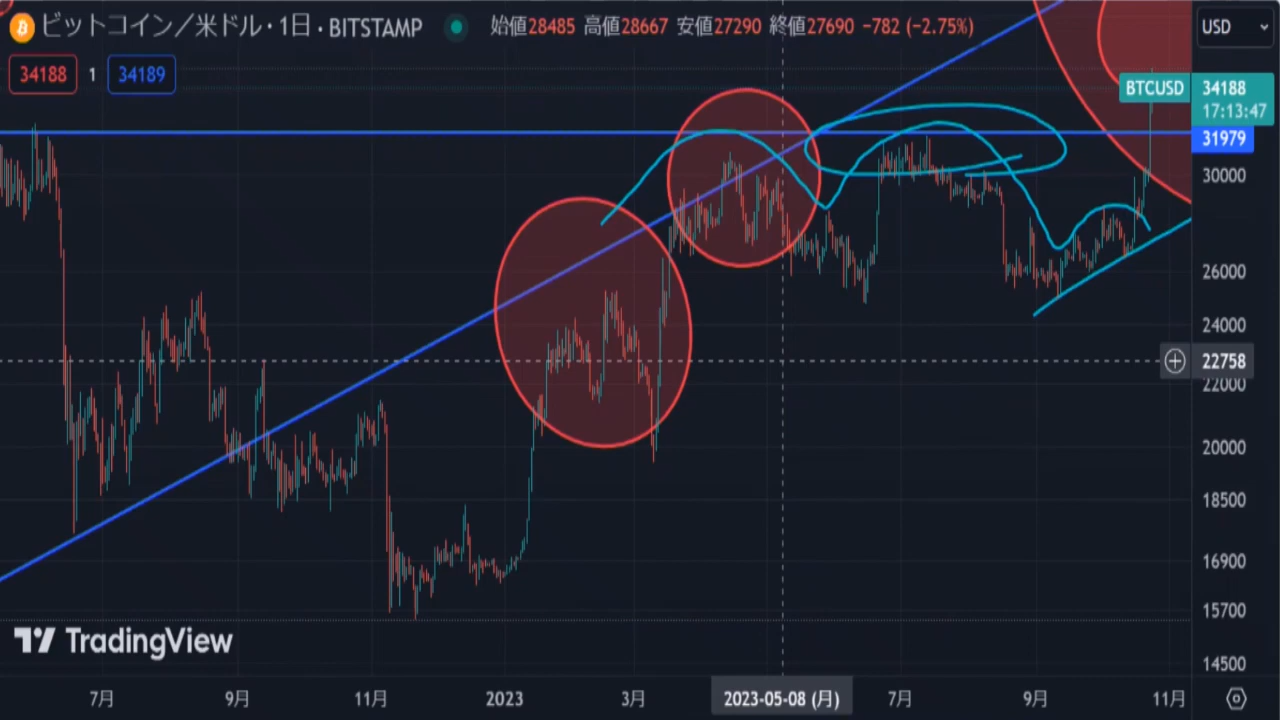 ビットコイン／米ドル・1日・BITSTAMP 始値28485 高値28667 安値27290 終値27690 −782 (−2.75%)
USD
34188 1 34189
BTCUSD 34188
17:13:47
31979
30000
26000
24000
22758
22000
20000
18500
16900
15700
14500
TradingView
7月 9月 11月 2023 3月 2023-05-08 (月) 7月 9月 11月